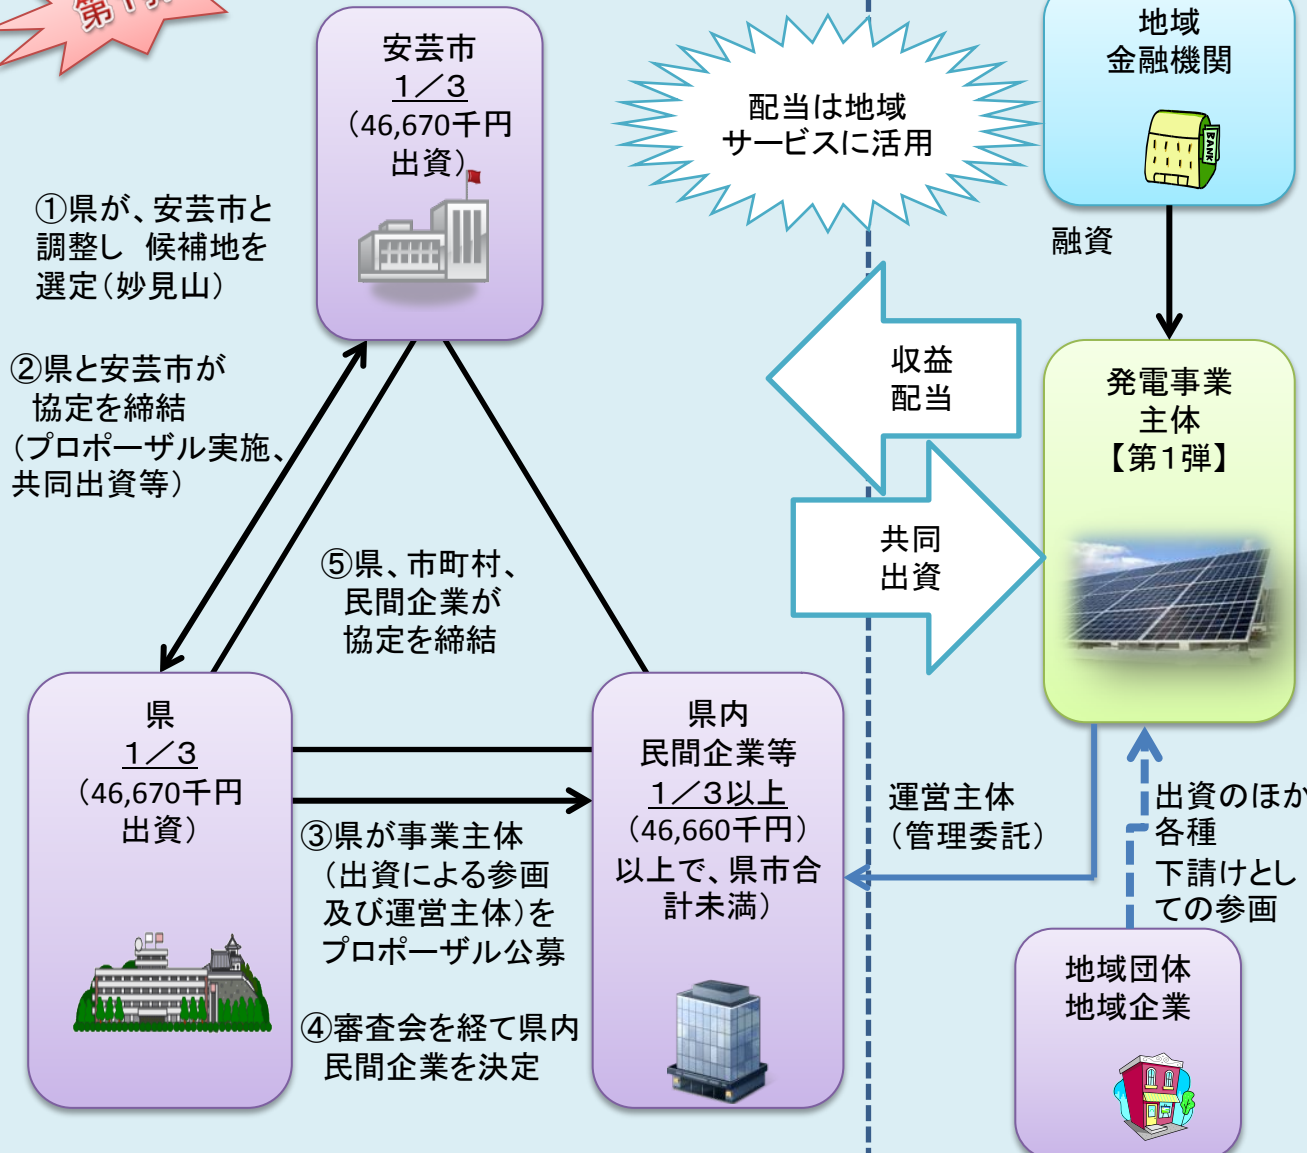 第1弾
安芸市
1/3
(46,670千円
出資)
①県が、安芸市と
調整し 候補地を
選定(妙見山)
②県と安芸市が
協定を締結
(プロポーザル実施、
共同出資等)
⑤県、市町村、
民間企業が
協定を締結
県
1/3
(46,670千円
出資)
③県が事業主体
(出資による参画
及び運営主体)を
プロポーザル公募
④審査会を経て県内
民間企業を決定
県内
民間企業等
1/3以上
(46,660千円)
以上で、県市合
計未満)
配当は地域
サービスに活用
収益
配当
共同
出資
地域
金融機関
BANK
融資
発電事業
主体
【第1弾】
運営主体
(管理委託)
出資のほか
各種
下請けとし
ての参画
地域団体
地域企業